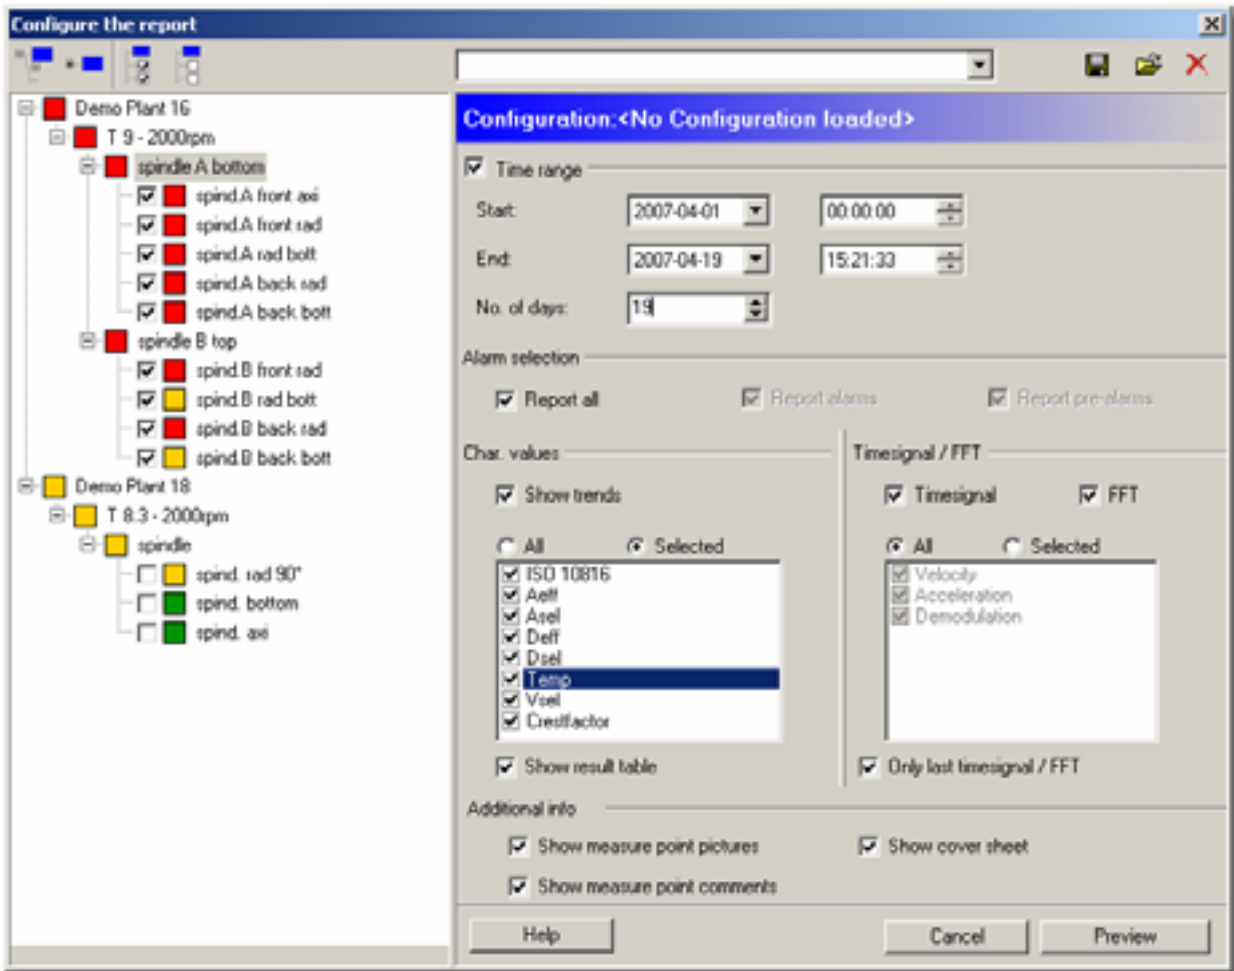 Configure the report
Demo Plant 16
T 9 - 2000rpm
spindle A bottom
spind.A front axi
spind.A front rad
spind.A rad bott
spind.A back rad
spind.A back bott
spindle B top
spind.B front rad
spind.B rad bott
spind.B back rad
spind.B back bott
Demo Plant 18
T 8.3 - 2000rpm
spindle
spind. rad 90°
spind. bottom
spind. axi
Configuration:<No Configuration loaded>
Time range
Start: 2007-04-01 00:00:00
End: 2007-04-19 15:21:33
No. of days: 19
Alarm selection
Report all Report alarms Report pre-alarms
Char. values
Show trends
All Selected
ISO 10816
Aeff
Asel
Deff
Dsel
Temp
Vsel
Crestfactor
Show result table
Timesignal / FFT
Timesignal FFT
All Selected
Velocity
Acceleration
Demodulation
Only last timesignal / FFT
Additional info
Show measure point pictures Show cover sheet
Show measure point comments
Help Cancel Preview